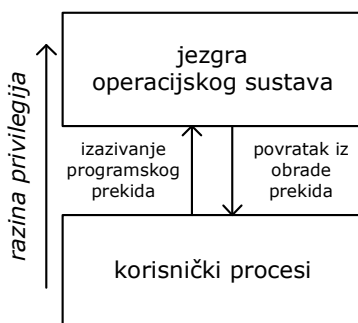 jezgra
operacijskog sustava
razina privilegija
izazivanje
programskog
prekida
povratak iz
obrade
prekida
korisnički procesi